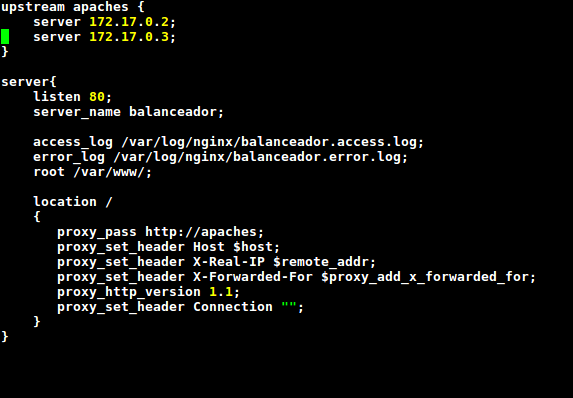 upstream apaches {
    server 172.17.0.2;
    server 172.17.0.3;
}
server{
    listen 80;
    server_name balanceador;
    access_log /var/log/nginx/balanceador.access.log;
    error_log /var/log/nginx/balanceador.error.log;
    root /var/www/;
    location /
    {
       proxy_pass http://apaches;
       proxy_set_header Host $host;
       proxy_set_header X-Real-IP $remote_addr;
       proxy_set_header X-Forwarded-For $proxy_add_x_forwarded_for;
       proxy_http_version 1.1;
       proxy_set_header Connection "";
    }
}